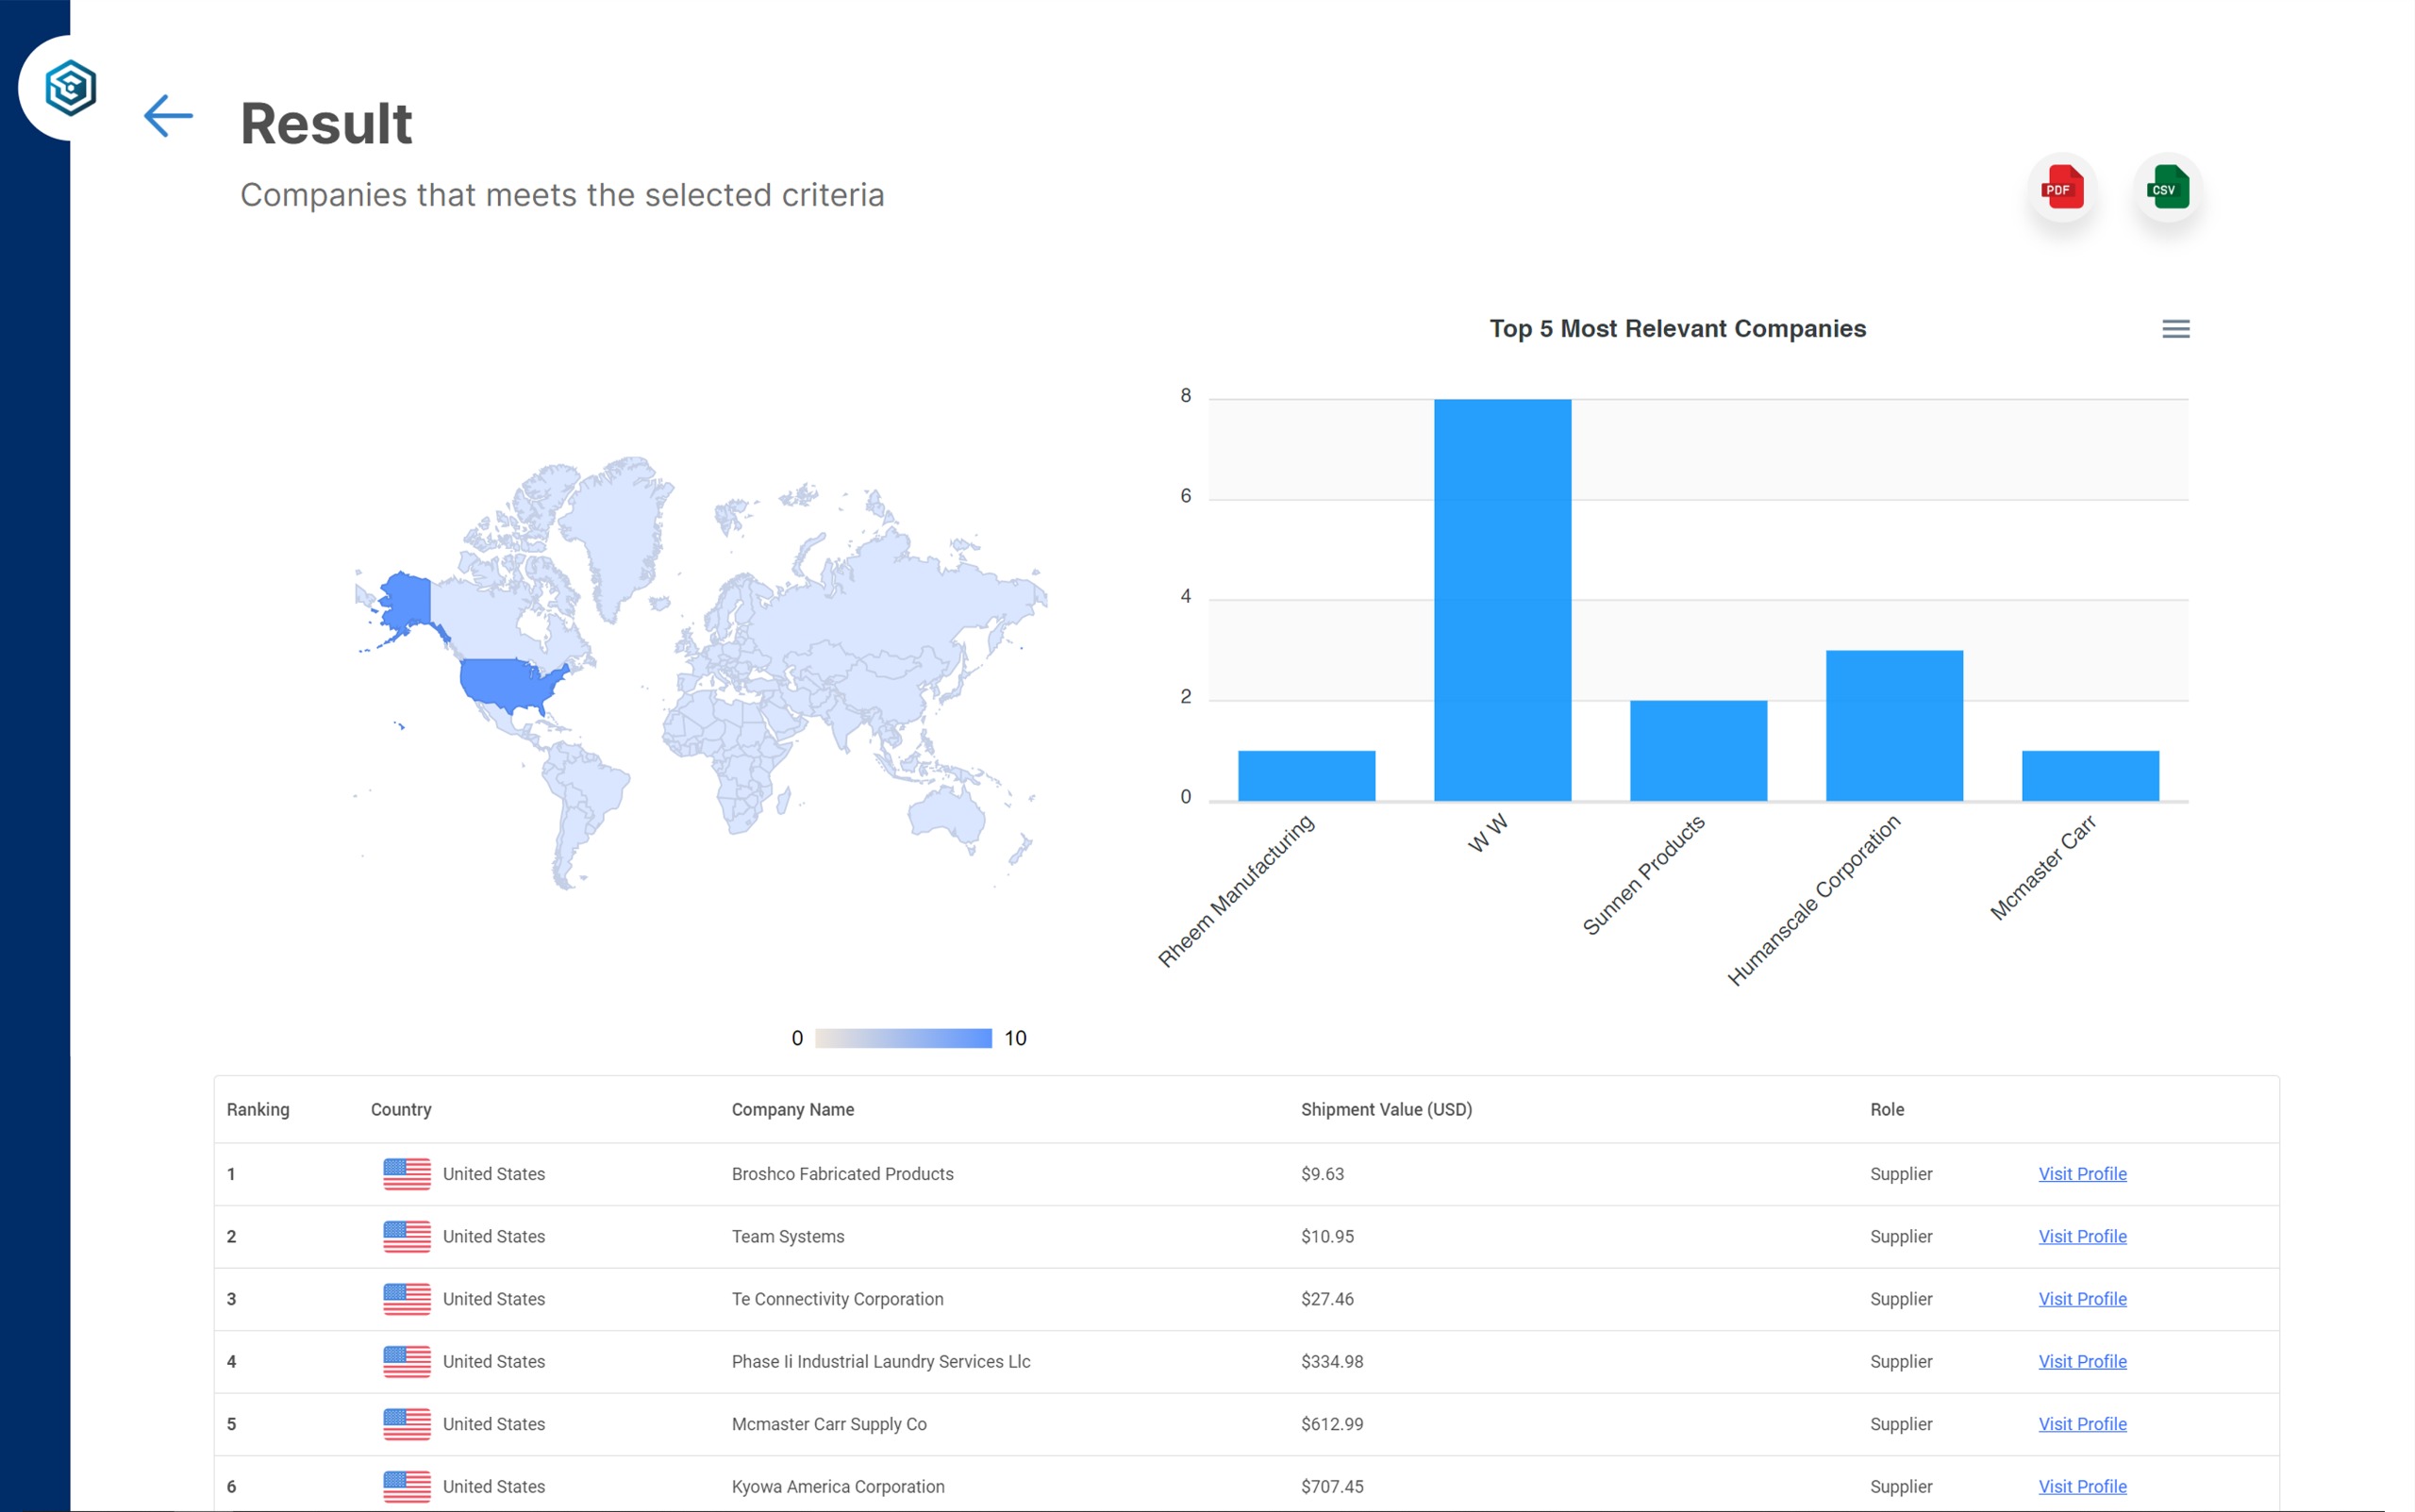 Result
Companies that meets the selected criteria
PDF
CSV
Top 5 Most Relevant Companies
8
6
4
2
0
Rheem Manufacturing
W W
Sunnen Products
Humanscale Corporation
Mcmaster Carr
0
10
Ranking Country Company Name Shipment Value (USD) Role
1 United States Broshco Fabricated Products $9.63 Supplier Visit Profile
2 United States Team Systems $10.95 Supplier Visit Profile
3 United States Te Connectivity Corporation $27.46 Supplier Visit Profile
4 United States Phase Ii Industrial Laundry Services Llc $334.98 Supplier Visit Profile
5 United States Mcmaster Carr Supply Co $612.99 Supplier Visit Profile
6 United States Kyowa America Corporation $707.45 Supplier Visit Profile